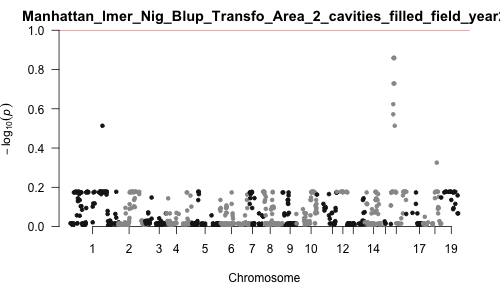 Manhattan_lmer_Nig_Blup_Transfo_Area_2_cavities_filled_field_year
1.0
0.8
0.6
0.4
0.2
0.0
− log10(p)
1 2 3 4 5 6 7 8 9 10 12 14 17 19
Chromosome